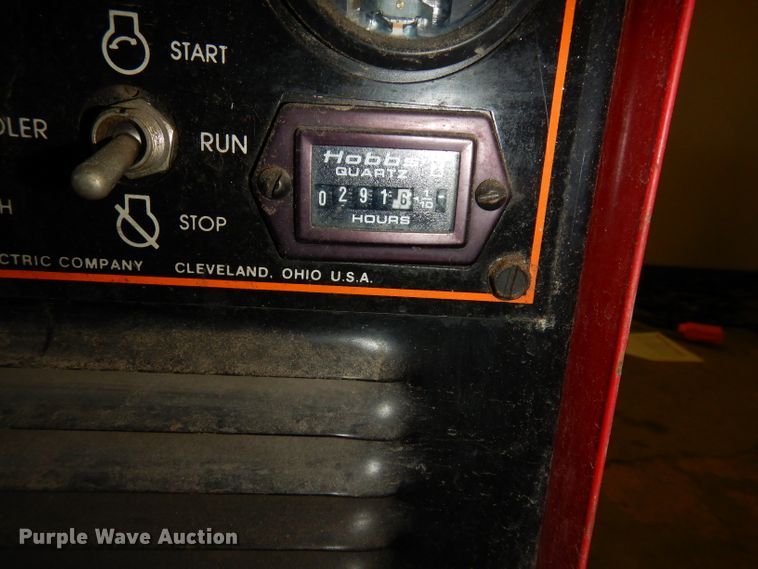 START
DLER
RUN
Hobbs
QUARTZ
0 2 9 1 6 1/10
HOURS
H
STOP
CTRIC COMPANY CLEVELAND, OHIO U.S.A.
Purple Wave Auction